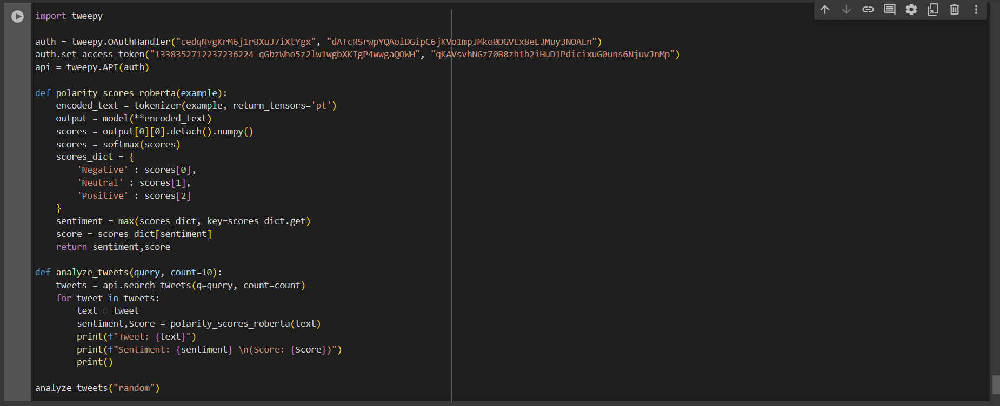 import tweepy

auth = tweepy.OAuthHandler("cedqNvgKrM6j1rBXuJ7iXtYgx", "dATcRSrwpYQAoiDGipC6jKVo1mpJMko0DGVEx8eEJMuy3NOALn")
auth.set_access_token("1338352712237236224-qGbzWho5z2lw1wgbXKIgP4wwgaQOWH", "qKAVsvhNGz70B8zh1b2iHuD1PdicixuG0uns6NjuvJnMp")
api = tweepy.API(auth)

def polarity_scores_roberta(example):
    encoded_text = tokenizer(example, return_tensors='pt')
    output = model(**encoded_text)
    scores = output[0][0].detach().numpy()
    scores = softmax(scores)
    scores_dict = {
        'Negative' : scores[0],
        'Neutral' : scores[1],
        'Positive' : scores[2]
    }
    sentiment = max(scores_dict, key=scores_dict.get)
    score = scores_dict[sentiment]
    return sentiment,score

def analyze_tweets(query, count=10):
    tweets = api.search_tweets(q=query, count=count)
    for tweet in tweets:
        text = tweet
        sentiment,Score = polarity_scores_roberta(text)
        print(f"Tweet: {text}")
        print(f"Sentiment: {sentiment} \n(Score: {Score})")
        print()

analyze_tweets("random")